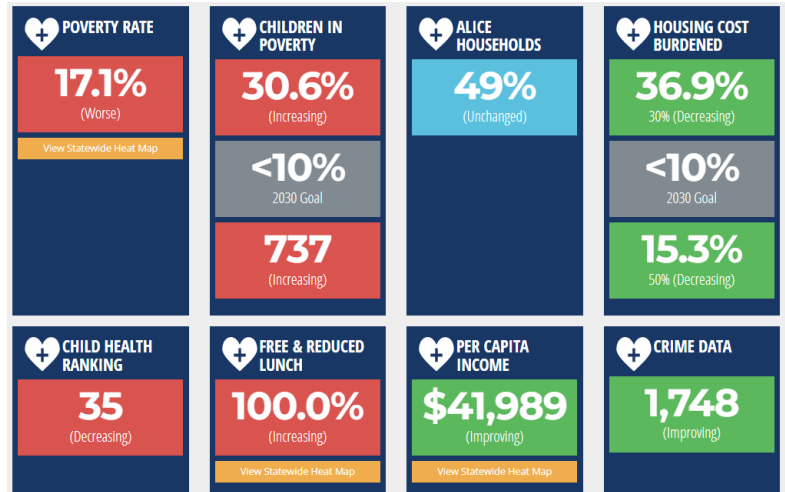 POVERTY RATE
17.1%
(Worse)
View Statewide Heat Map
CHILDREN IN
POVERTY
30.6%
(Increasing)
<10%
2030 Goal
737
(Increasing)
ALICE
HOUSEHOLDS
49%
(Unchanged)
HOUSING COST
BURDENED
36.9%
30% (Decreasing)
<10%
2030 Goal
15.3%
50% (Decreasing)
CHILD HEALTH
RANKING
35
(Decreasing)
FREE & REDUCED
LUNCH
100.0%
(Increasing)
View Statewide Heat Map
PER CAPITA
INCOME
$41,989
(Improving)
View Statewide Heat Map
CRIME DATA
1,748
(Improving)